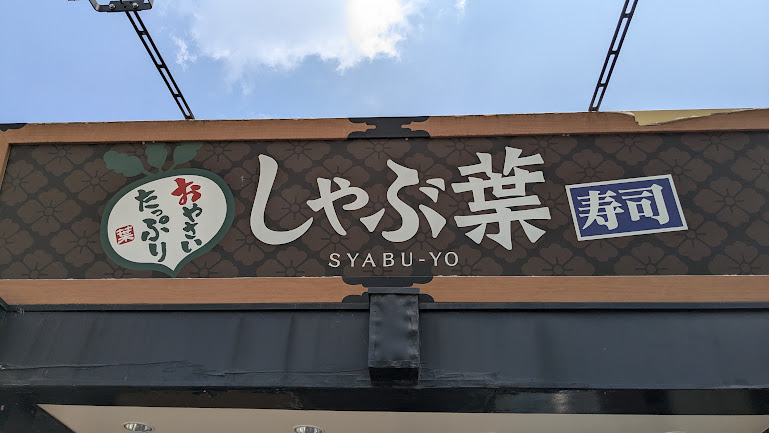 おやさい
たっぷり
葉
しゃぶ葉
SYABU-YO
寿司